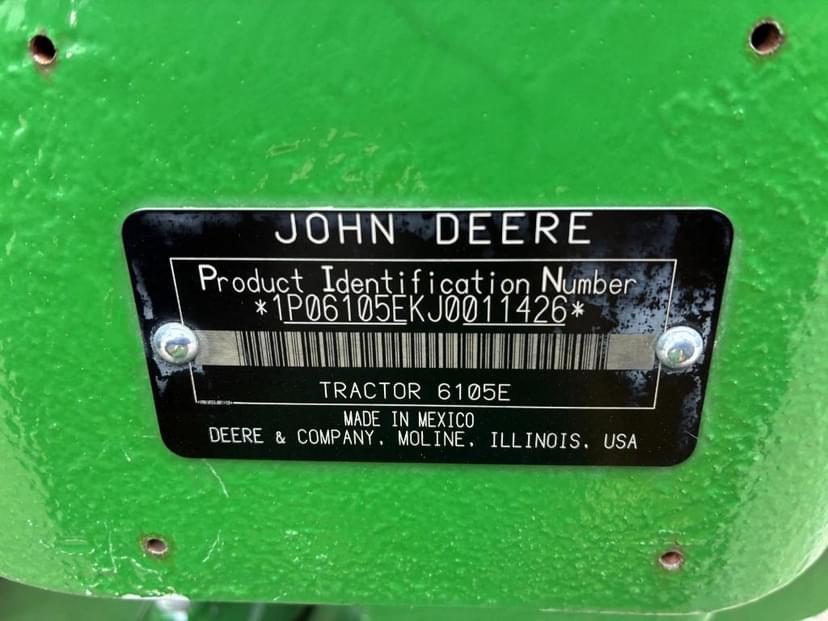 JOHN DEERE
Product Identification Number
*1P06105EKJ0011426*
TRACTOR 6105E
MADE IN MEXICO
DEERE & COMPANY, MOLINE, ILLINOIS, USA